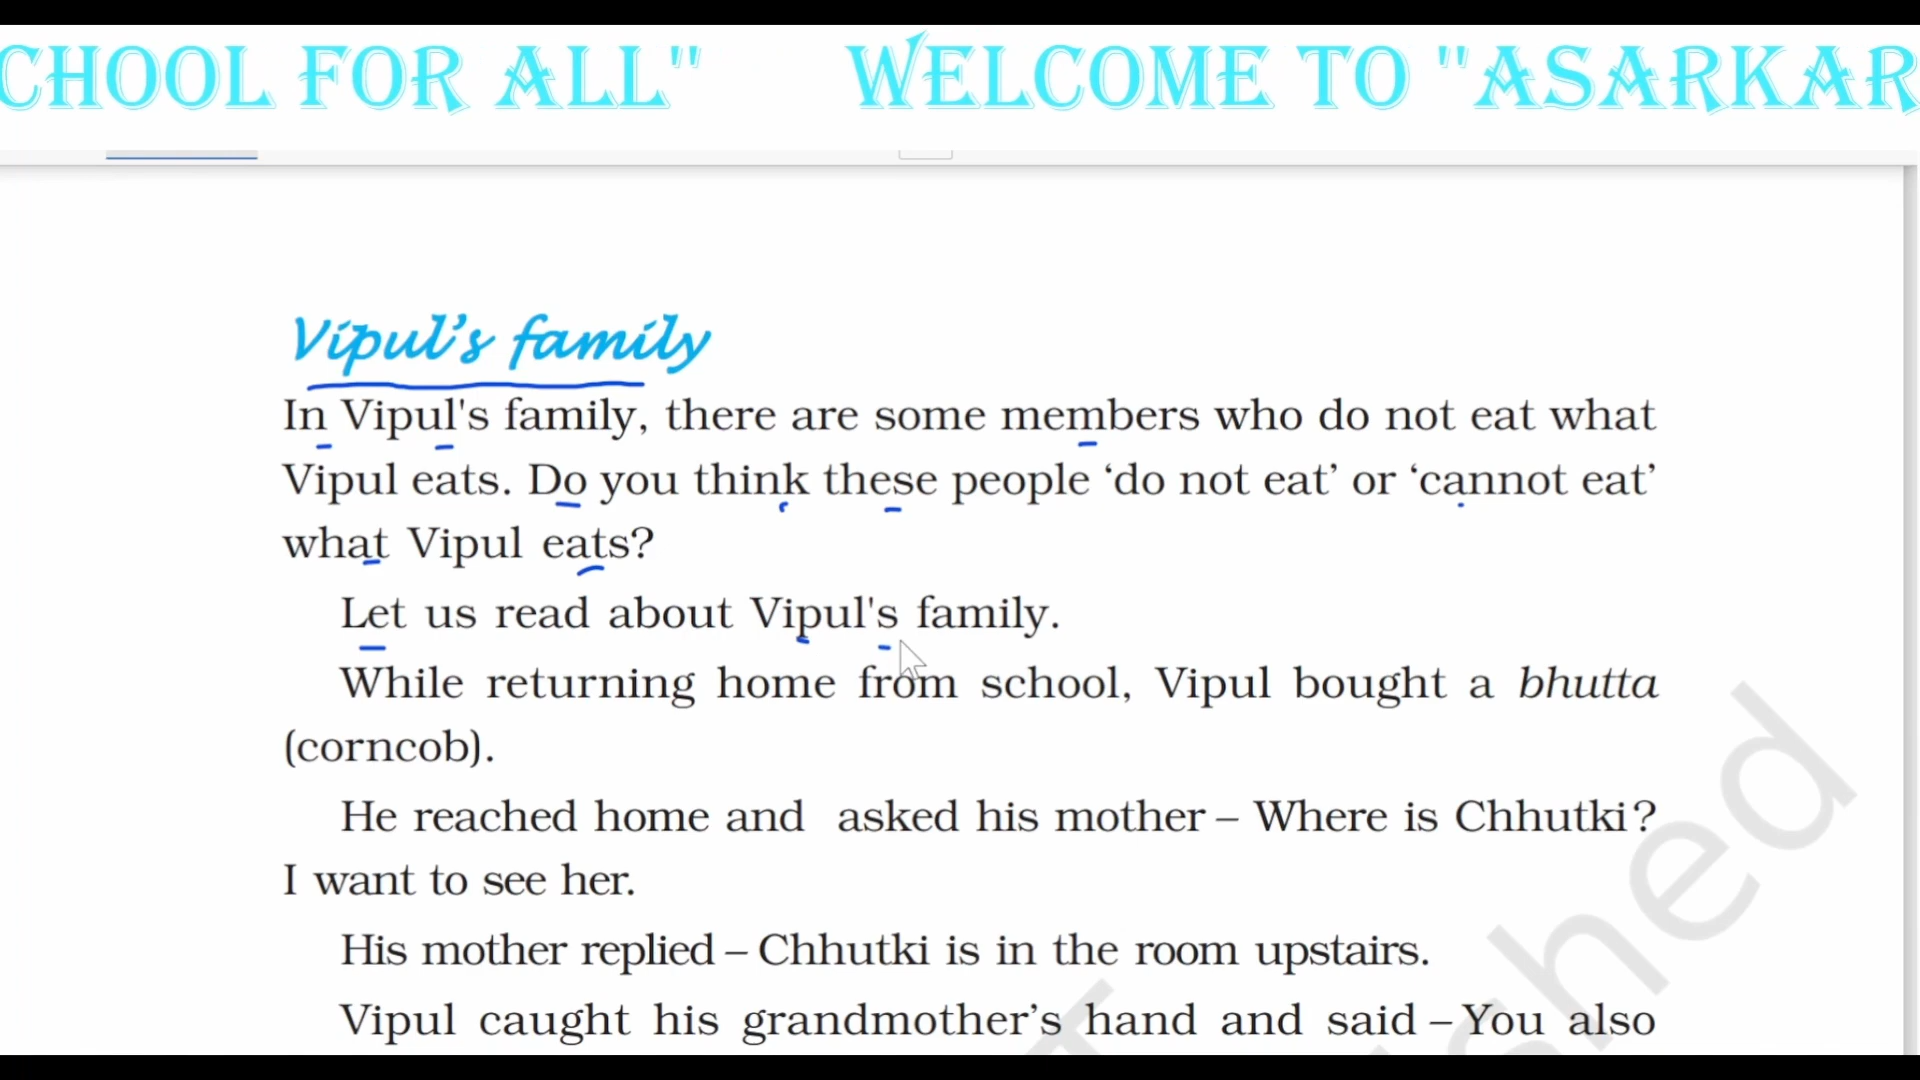 CHOOL FOR ALL" WELCOME TO "ASARKAR
Vipul's family
In Vipul's family, there are some members who do not eat what
Vipul eats. Do you think these people ‘do not eat’ or ‘cannot eat’
what Vipul eats?
Let us read about Vipul's family.
While returning home from school, Vipul bought a bhutta
(corncob).
He reached home and asked his mother – Where is Chhutki?
I want to see her.
His mother replied – Chhutki is in the room upstairs.
Vipul caught his grandmother’s hand and said – You also
shed